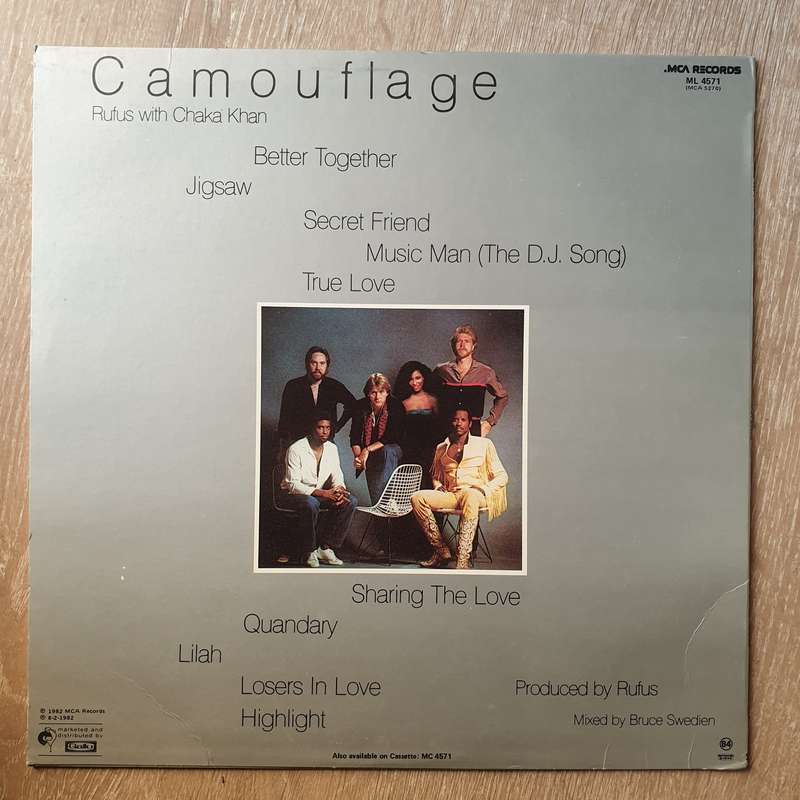 Camouflage
Rufus with Chaka Khan
.MCA RECORDS
ML 4571
(MCA 5270)
Better Together
Jigsaw
Secret Friend
Music Man (The D.J. Song)
True Love
Sharing The Love
Quandary
Lilah
Losers In Love
Highlight
Produced by Rufus
Mixed by Bruce Swedien
℗ 1982 MCA Records
℗ 8-2-1982
marketed and
distributed by
Gallo
Also available on Cassette: MC 4571
84